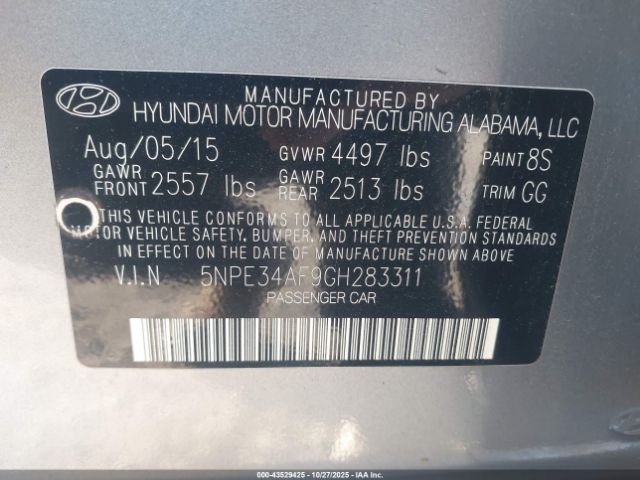 MANUFACTURED BY
HYUNDAI MOTOR MANUFACTURING ALABAMA, LLC
Aug/05/15 GVWR 4497 lbs PAINT 8S
GAWR FRONT 2557 lbs GAWR REAR 2513 lbs TRIM GG
THIS VEHICLE CONFORMS TO ALL APPLICABLE U.S.A. FEDERAL
MOTOR VEHICLE SAFETY, BUMPER, AND THEFT PREVENTION STANDARDS
IN EFFECT ON THE DATE OF MANUFACTURE SHOWN ABOVE
V.I.N 5NPE34AF9GH283311
PASSENGER CAR
000-43529425 - 10/27/2025 - IAA, Inc.